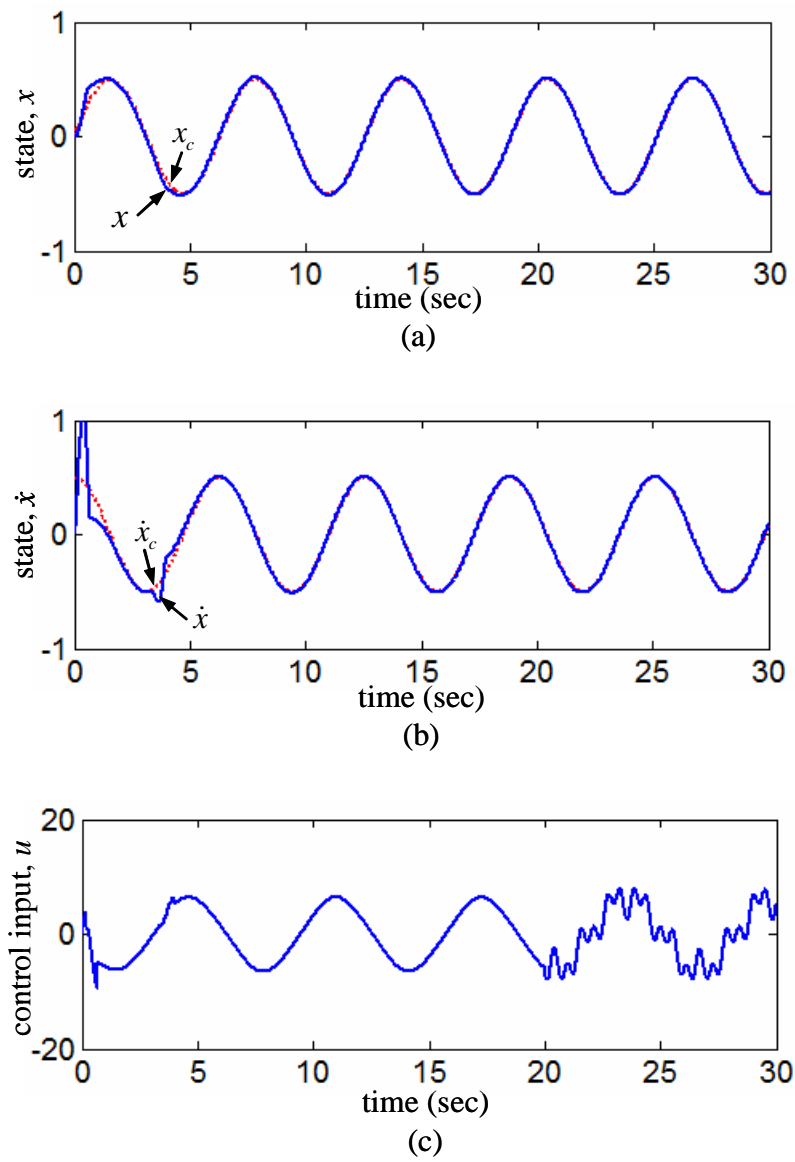 1
0
-1
state, x
x_c
x
0 5 10 15 20 25 30
time (sec)
(a)
1
0
-1
state, ẋ
ẋ_c
ẋ
0 5 10 15 20 25 30
time (sec)
(b)
20
0
-20
control input, u
0 5 10 15 20 25 30
time (sec)
(c)